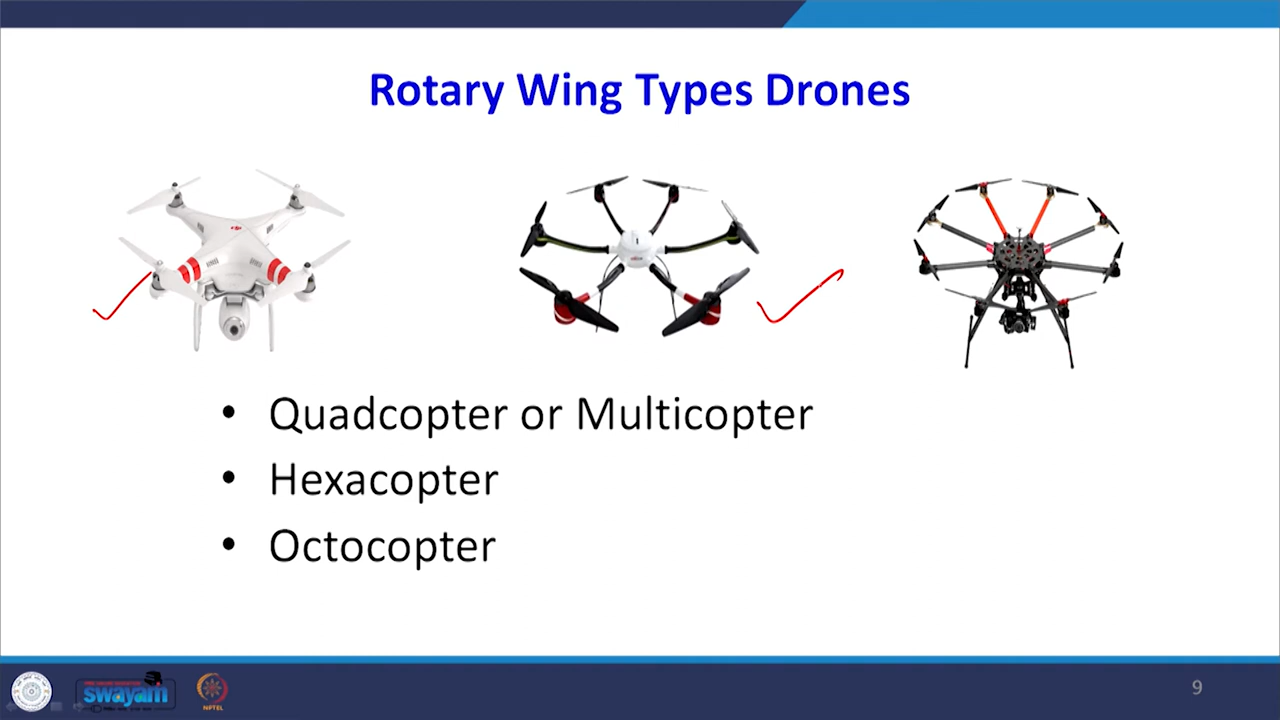 Rotary Wing Types Drones
• Quadcopter or Multicopter
• Hexacopter
• Octocopter
swayam
NPTEL
9